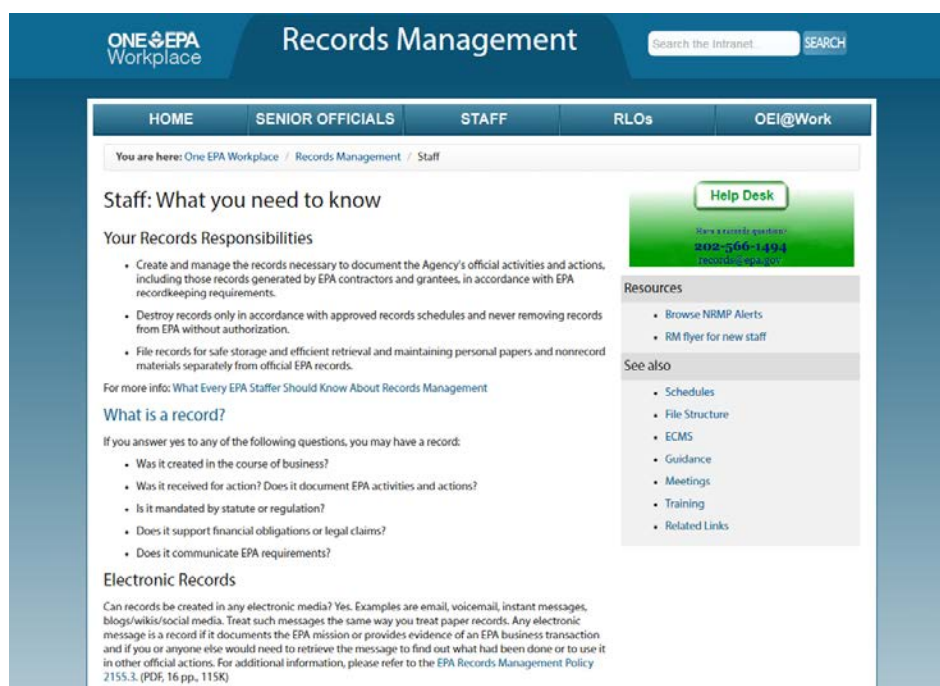 ONE EPA
Workplace
Records Management
Search the Intranet...
SEARCH
HOME
SENIOR OFFICIALS
STAFF
RLOs
OEI@Work
You are here: One EPA Workplace / Records Management / Staff
Staff: What you need to know
Your Records Responsibilities
• Create and manage the records necessary to document the Agency's official activities and actions,
including those records generated by EPA contractors and grantees, in accordance with EPA
recordkeeping requirements.
• Destroy records only in accordance with approved records schedules and never removing records
from EPA without authorization.
• File records for safe storage and efficient retrieval and maintaining personal papers and nonrecord
materials separately from official EPA records.
For more info: What Every EPA Staffer Should Know About Records Management
What is a record?
If you answer yes to any of the following questions, you may have a record:
• Was it created in the course of business?
• Was it received for action? Does it document EPA activities and actions?
• Is it mandated by statute or regulation?
• Does it support financial obligations or legal claims?
• Does it communicate EPA requirements?
Electronic Records
Can records be created in any electronic media? Yes. Examples are email, voicemail, instant messages,
blogs/wikis/social media. Treat such messages the same way you treat paper records. Any electronic
message is a record if it documents the EPA mission or provides evidence of an EPA business transaction
and if you or anyone else would need to retrieve the message to find out what had been done or to use it
in other official actions. For additional information, please refer to the EPA Records Management Policy
2155.3. (PDF, 16 pp., 115K)
Help Desk
Have a records question?
202-566-1494
records@epa.gov
Resources
• Browse NRMP Alerts
• RM flyer for new staff
See also
• Schedules
• File Structure
• ECMS
• Guidance
• Meetings
• Training
• Related Links